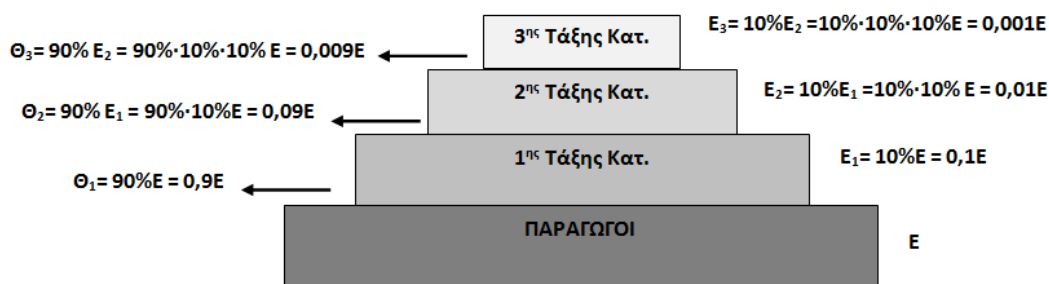 3ης Τάξης Κατ.
Ε₃= 10%Ε₂ =10%·10%·10%Ε = 0,001Ε
Θ₃= 90% Ε₂ = 90%·10%·10% Ε = 0,009Ε
2ης Τάξης Κατ.
Ε₂= 10%Ε₁ =10%·10% Ε = 0,01Ε
Θ₂= 90% Ε₁ = 90%·10%Ε = 0,09Ε
1ης Τάξης Κατ.
Ε₁= 10%Ε = 0,1Ε
Θ₁= 90%Ε = 0,9Ε
ΠΑΡΑΓΩΓΟΙ
Ε